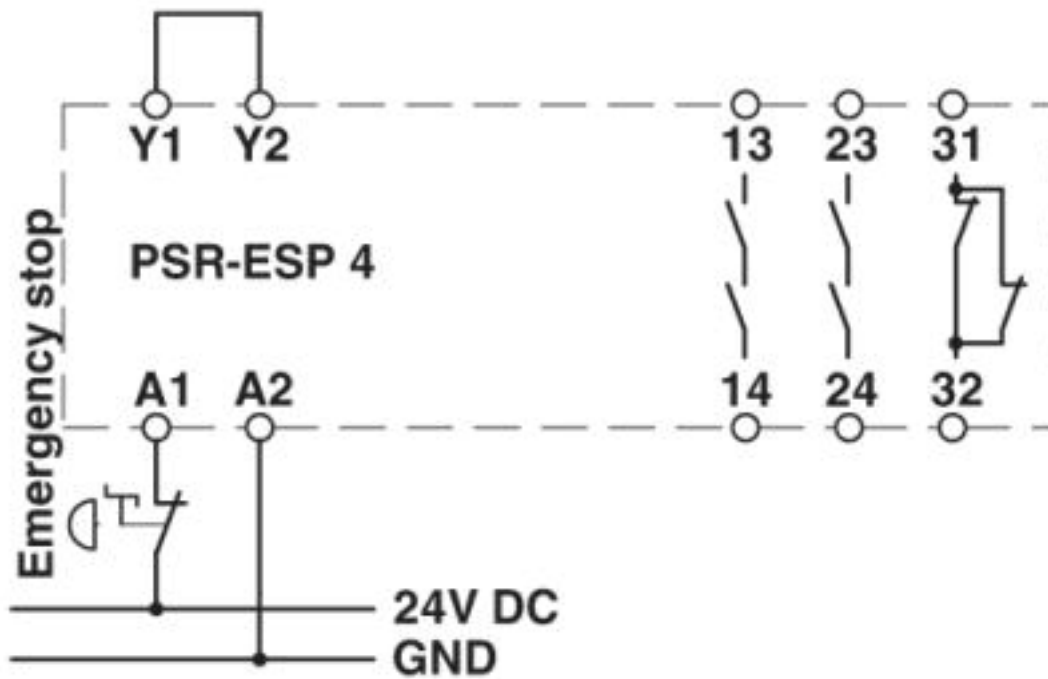 Y1 Y2 13 23 31
PSR-ESP 4
Emergency stop
A1 A2 14 24 32
24V DC
GND